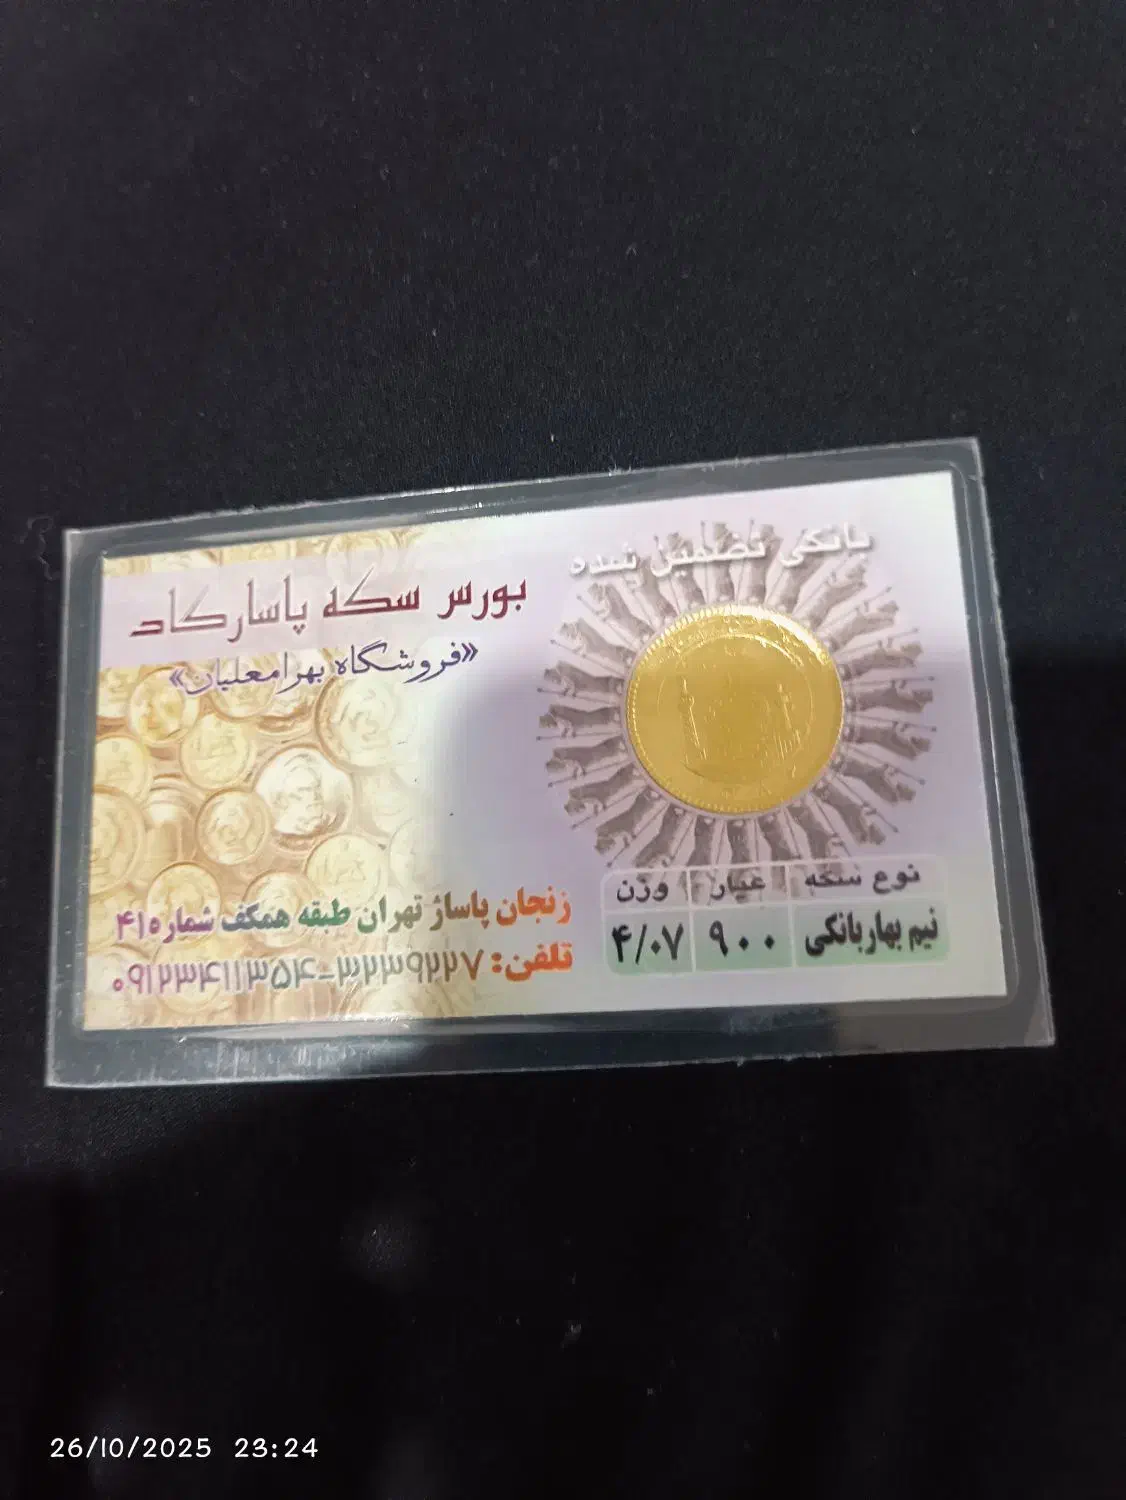 بانکی تضمین شده
بورس سکه پاسارگاد
«فروشگاه بهرامعلیان»
نوع سکه عیار وزن
نیم بهار بانکی ۹۰۰ ۴/۰۷
زنجان پاساژ تهران طبقه همکف شماره ۴۱
تلفن: ۳۲۳۹۲۲۷-۰۹۱۲۳۴۱۱۳۵۴
26/10/2025 23:24